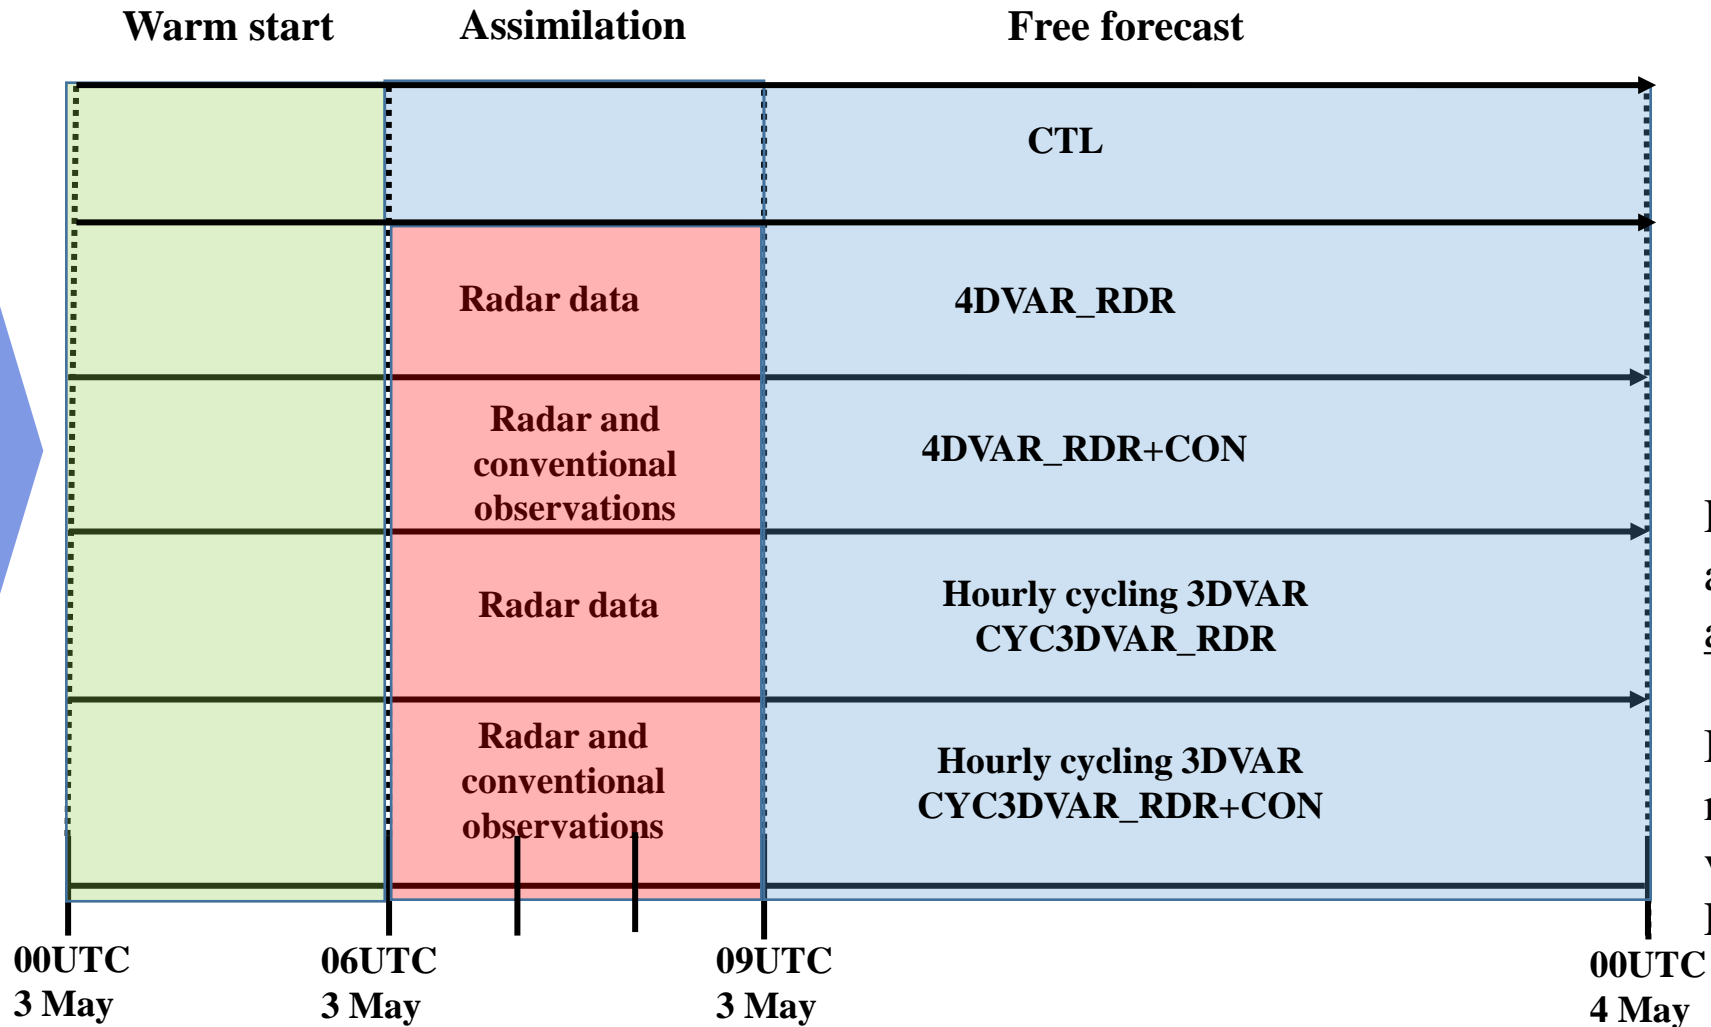 Warm start
Assimilation
Free forecast
CTL
Radar data
4DVAR_RDR
Radar and
conventional
observations
4DVAR_RDR+CON
Radar data
Hourly cycling 3DVAR
CYC3DVAR_RDR
Radar and
conventional
observations
Hourly cycling 3DVAR
CYC3DVAR_RDR+CON
00UTC
3 May
06UTC
3 May
09UTC
3 May
00UTC
4 May